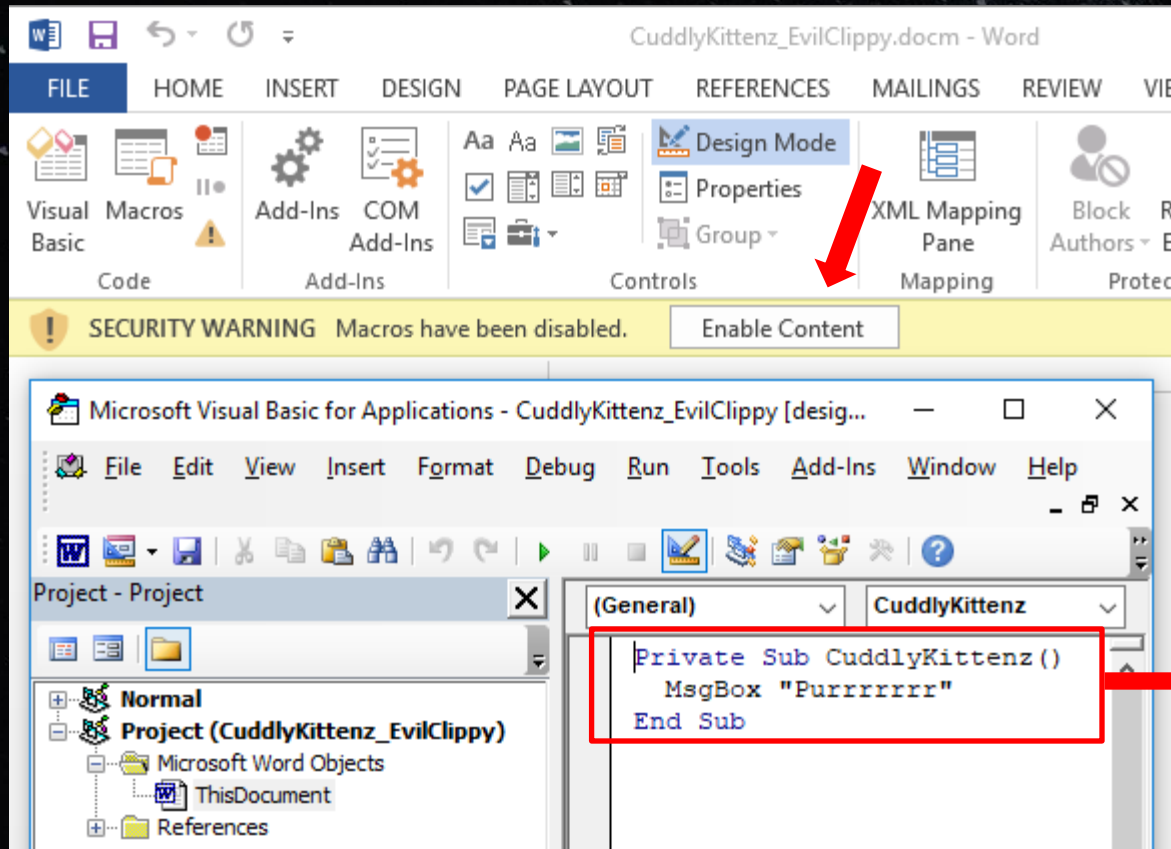 CuddlyKittenz_EvilClippy.docm - Word
FILE HOME INSERT DESIGN PAGE LAYOUT REFERENCES MAILINGS REVIEW VIE
Aa Aa Design Mode
Properties
Group
Visual Basic
Macros
Add-Ins
COM Add-Ins
XML Mapping Pane
Block Authors
R
E
Code Add-Ins Controls Mapping Protec
SECURITY WARNING Macros have been disabled. Enable Content
Microsoft Visual Basic for Applications - CuddlyKittenz_EvilClippy [desig...
File Edit View Insert Format Debug Run Tools Add-Ins Window Help
Project - Project
(General) CuddlyKittenz
Private Sub CuddlyKittenz()
MsgBox "Purrrrrrr"
End Sub
Normal
Project (CuddlyKittenz_EvilClippy)
Microsoft Word Objects
ThisDocument
References